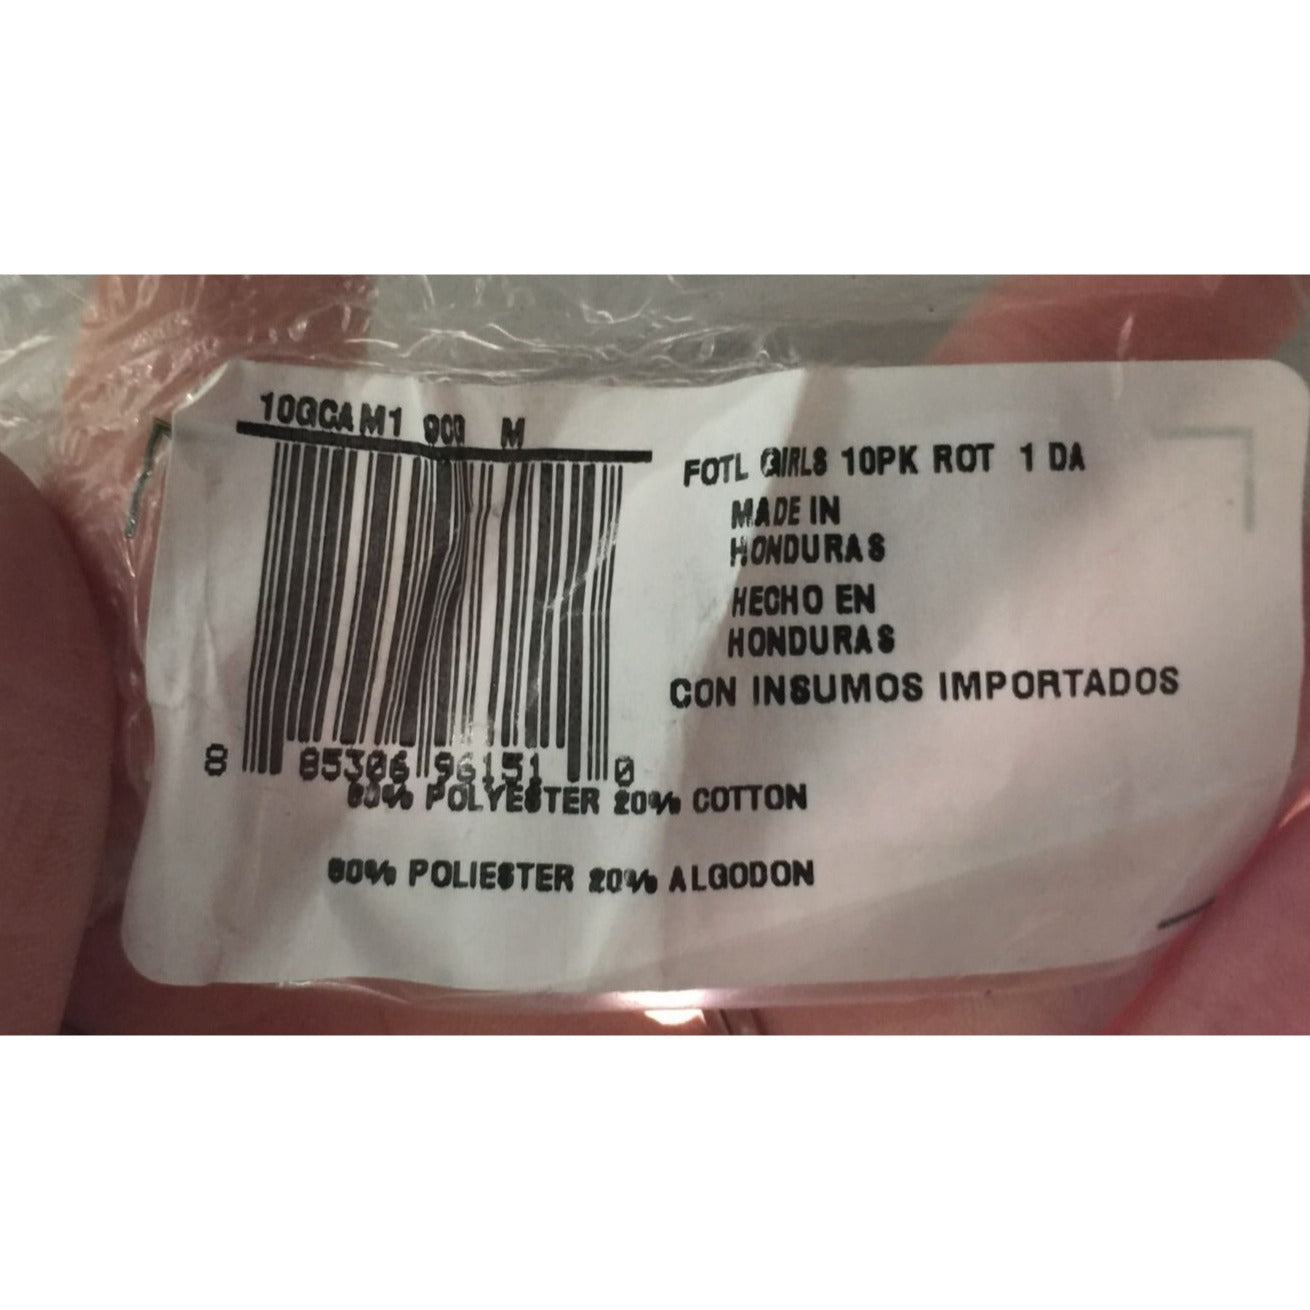 10GCAM1 900 M
FOTL GIRLS 10PK ROT 1 DA
MADE IN
HONDURAS
HECHO EN
HONDURAS
CON INSUMOS IMPORTADOS
8 85306 96151 0
80% POLYESTER 20% COTTON
80% POLIESTER 20% ALGODON